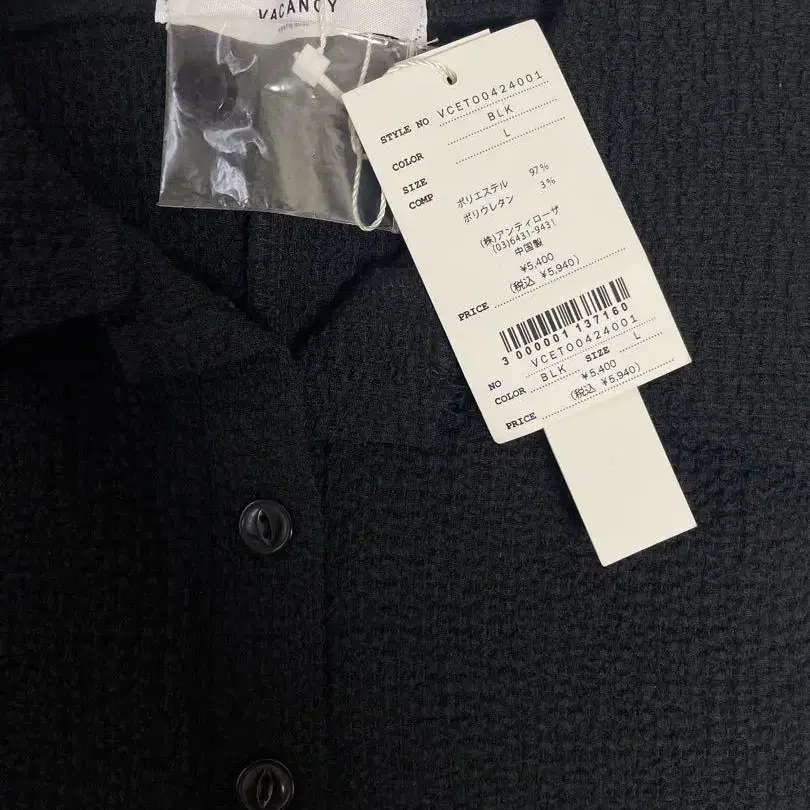 VACANCY
STYLE NO VCET00424001
COLOR BLK
SIZE L
COMP ポリエステル 97%
ポリウレタン 3%
(株)アンティローザ
(03)6431-9431
中国製
¥5,400
PRICE (税込 ¥5,940)
3 000001 137160
NO VCET00424001
COLOR BLK SIZE L
¥5,400
PRICE (税込 ¥5,940)